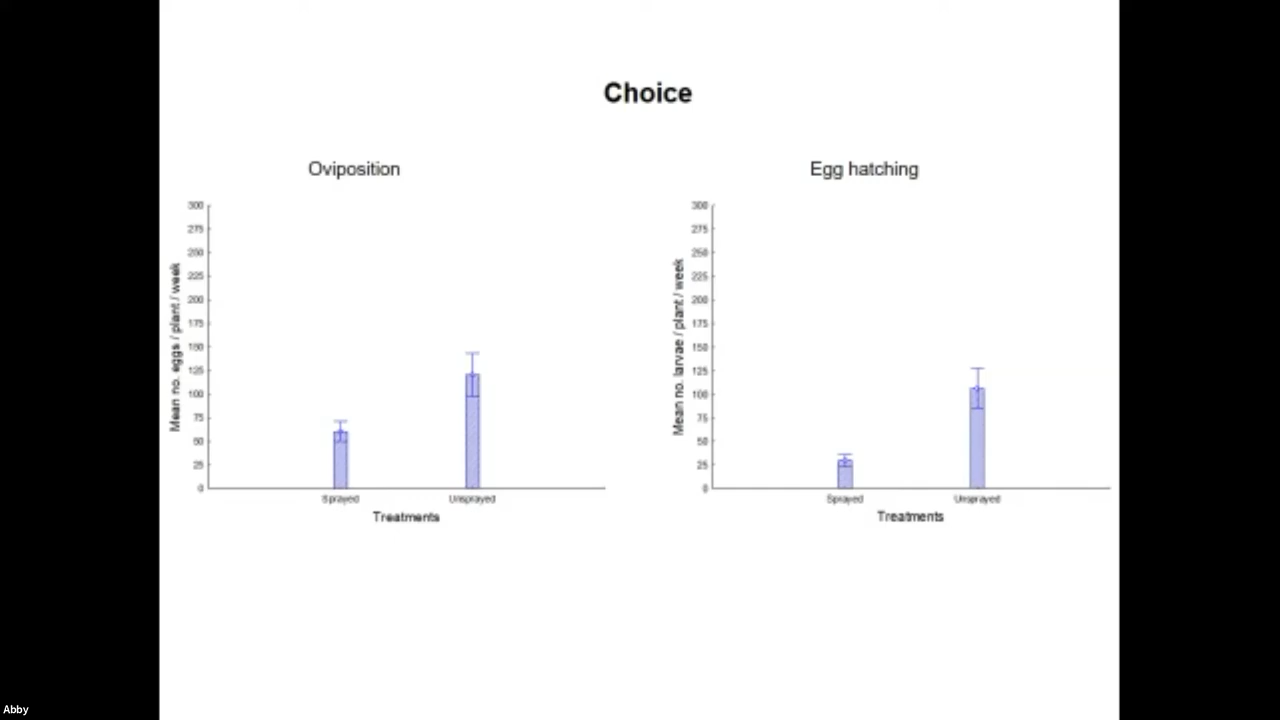 Choice
Oviposition
Mean no. eggs / plant / week
300
275
250
225
200
175
150
125
100
75
50
25
0
Sprayed
Unsprayed
Treatments
Egg hatching
Mean no. larvae / plant / week
300
275
250
225
200
175
150
125
100
75
50
25
0
Sprayed
Unsprayed
Treatments
Abby